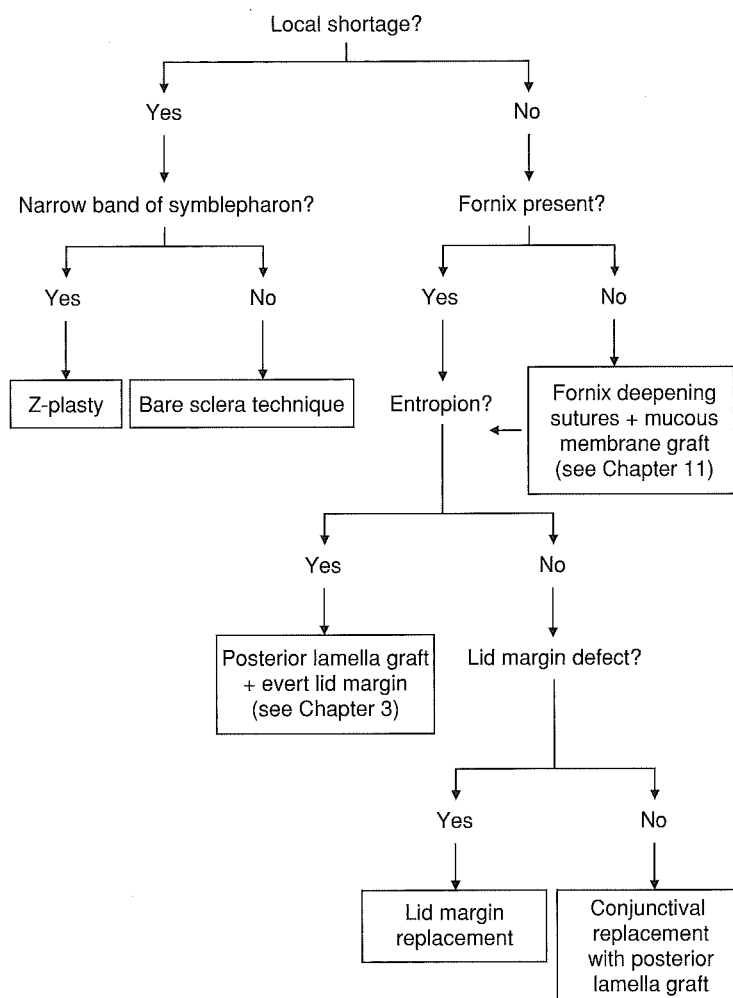 Local shortage?
Yes
No
Narrow band of symblepharon?
Fornix present?
Yes
No
Yes
No
Z-plasty
Bare sclera technique
Entropion?
Fornix deepening
sutures + mucous
membrane graft
(see Chapter 11)
Yes
No
Posterior lamella graft
+ evert lid margin
(see Chapter 3)
Lid margin defect?
Yes
No
Lid margin
replacement
Conjunctival
replacement
with posterior
lamella graft